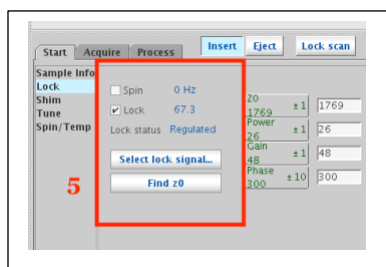 Start Acquire Process Insert Eject Lock scan
Sample Info
Lock
Shim
Tune
Spin/Temp
Spin 0 Hz
Lock 67.3
Lock status Regulated
Select lock signal...
Find z0
5
Z0
1769 ±1 1769
Power
26 ±1 26
Gain
48 ±1 48
Phase
300 ±10 300